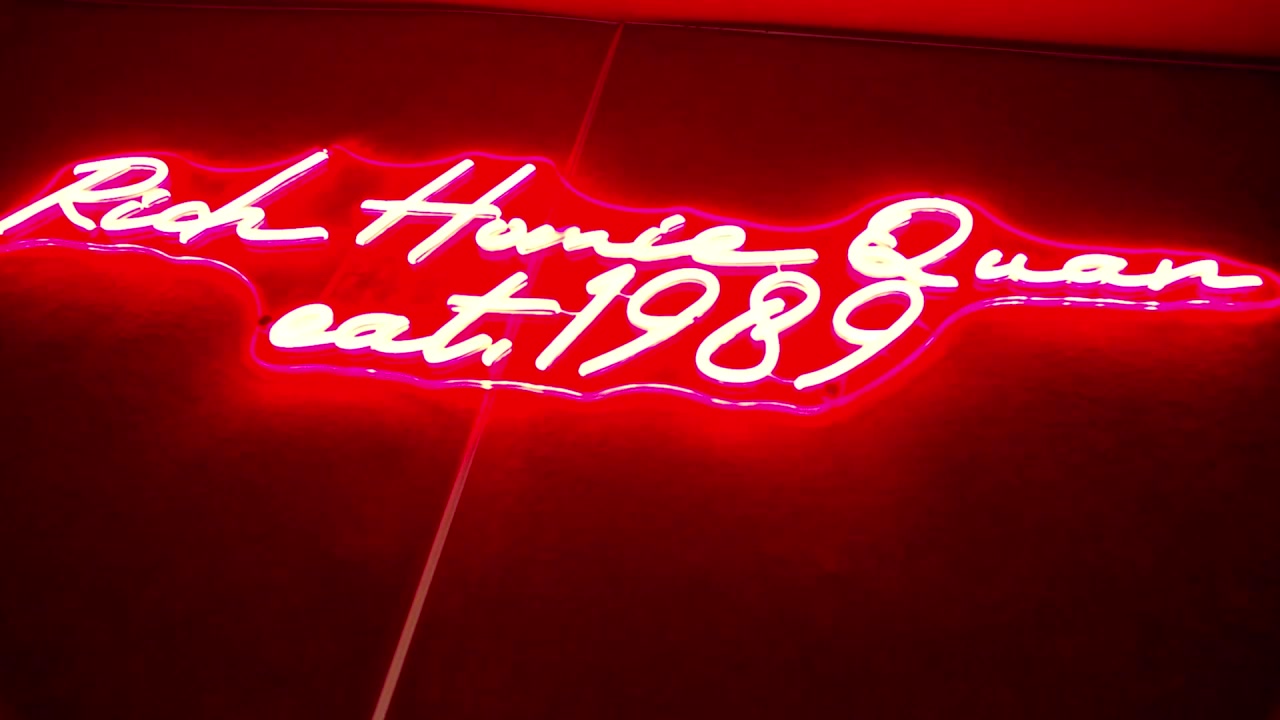 Rich Homie Quan
est. 1989